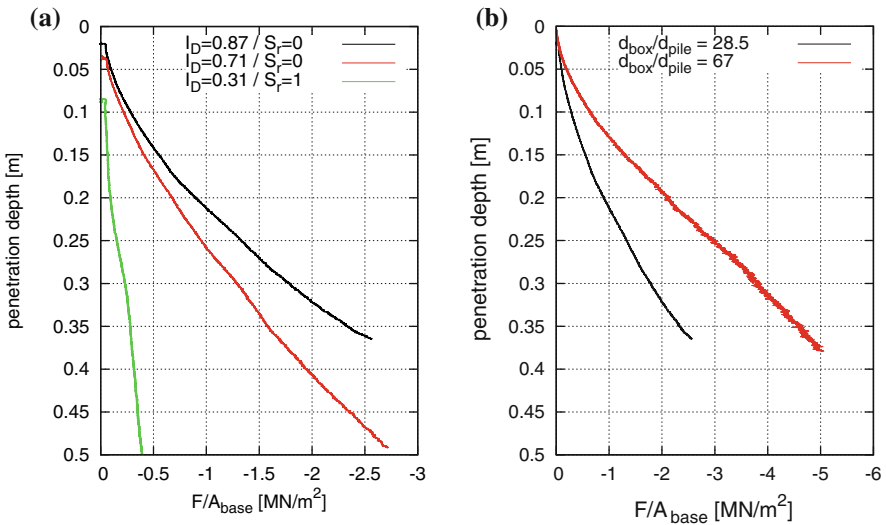 (a)
I_D=0.87 / S_r=0
I_D=0.71 / S_r=0
I_D=0.31 / S_r=1
0
0.05
0.1
0.15
0.2
0.25
0.3
0.35
0.4
0.45
0.5
penetration depth [m]
0 -0.5 -1 -1.5 -2 -2.5 -3
F/A_base [MN/m²]
(b)
d_box/d_pile = 28.5
d_box/d_pile = 67
0
0.05
0.1
0.15
0.2
0.25
0.3
0.35
0.4
0.45
0.5
penetration depth [m]
0 -1 -2 -3 -4 -5 -6
F/A_base [MN/m²]